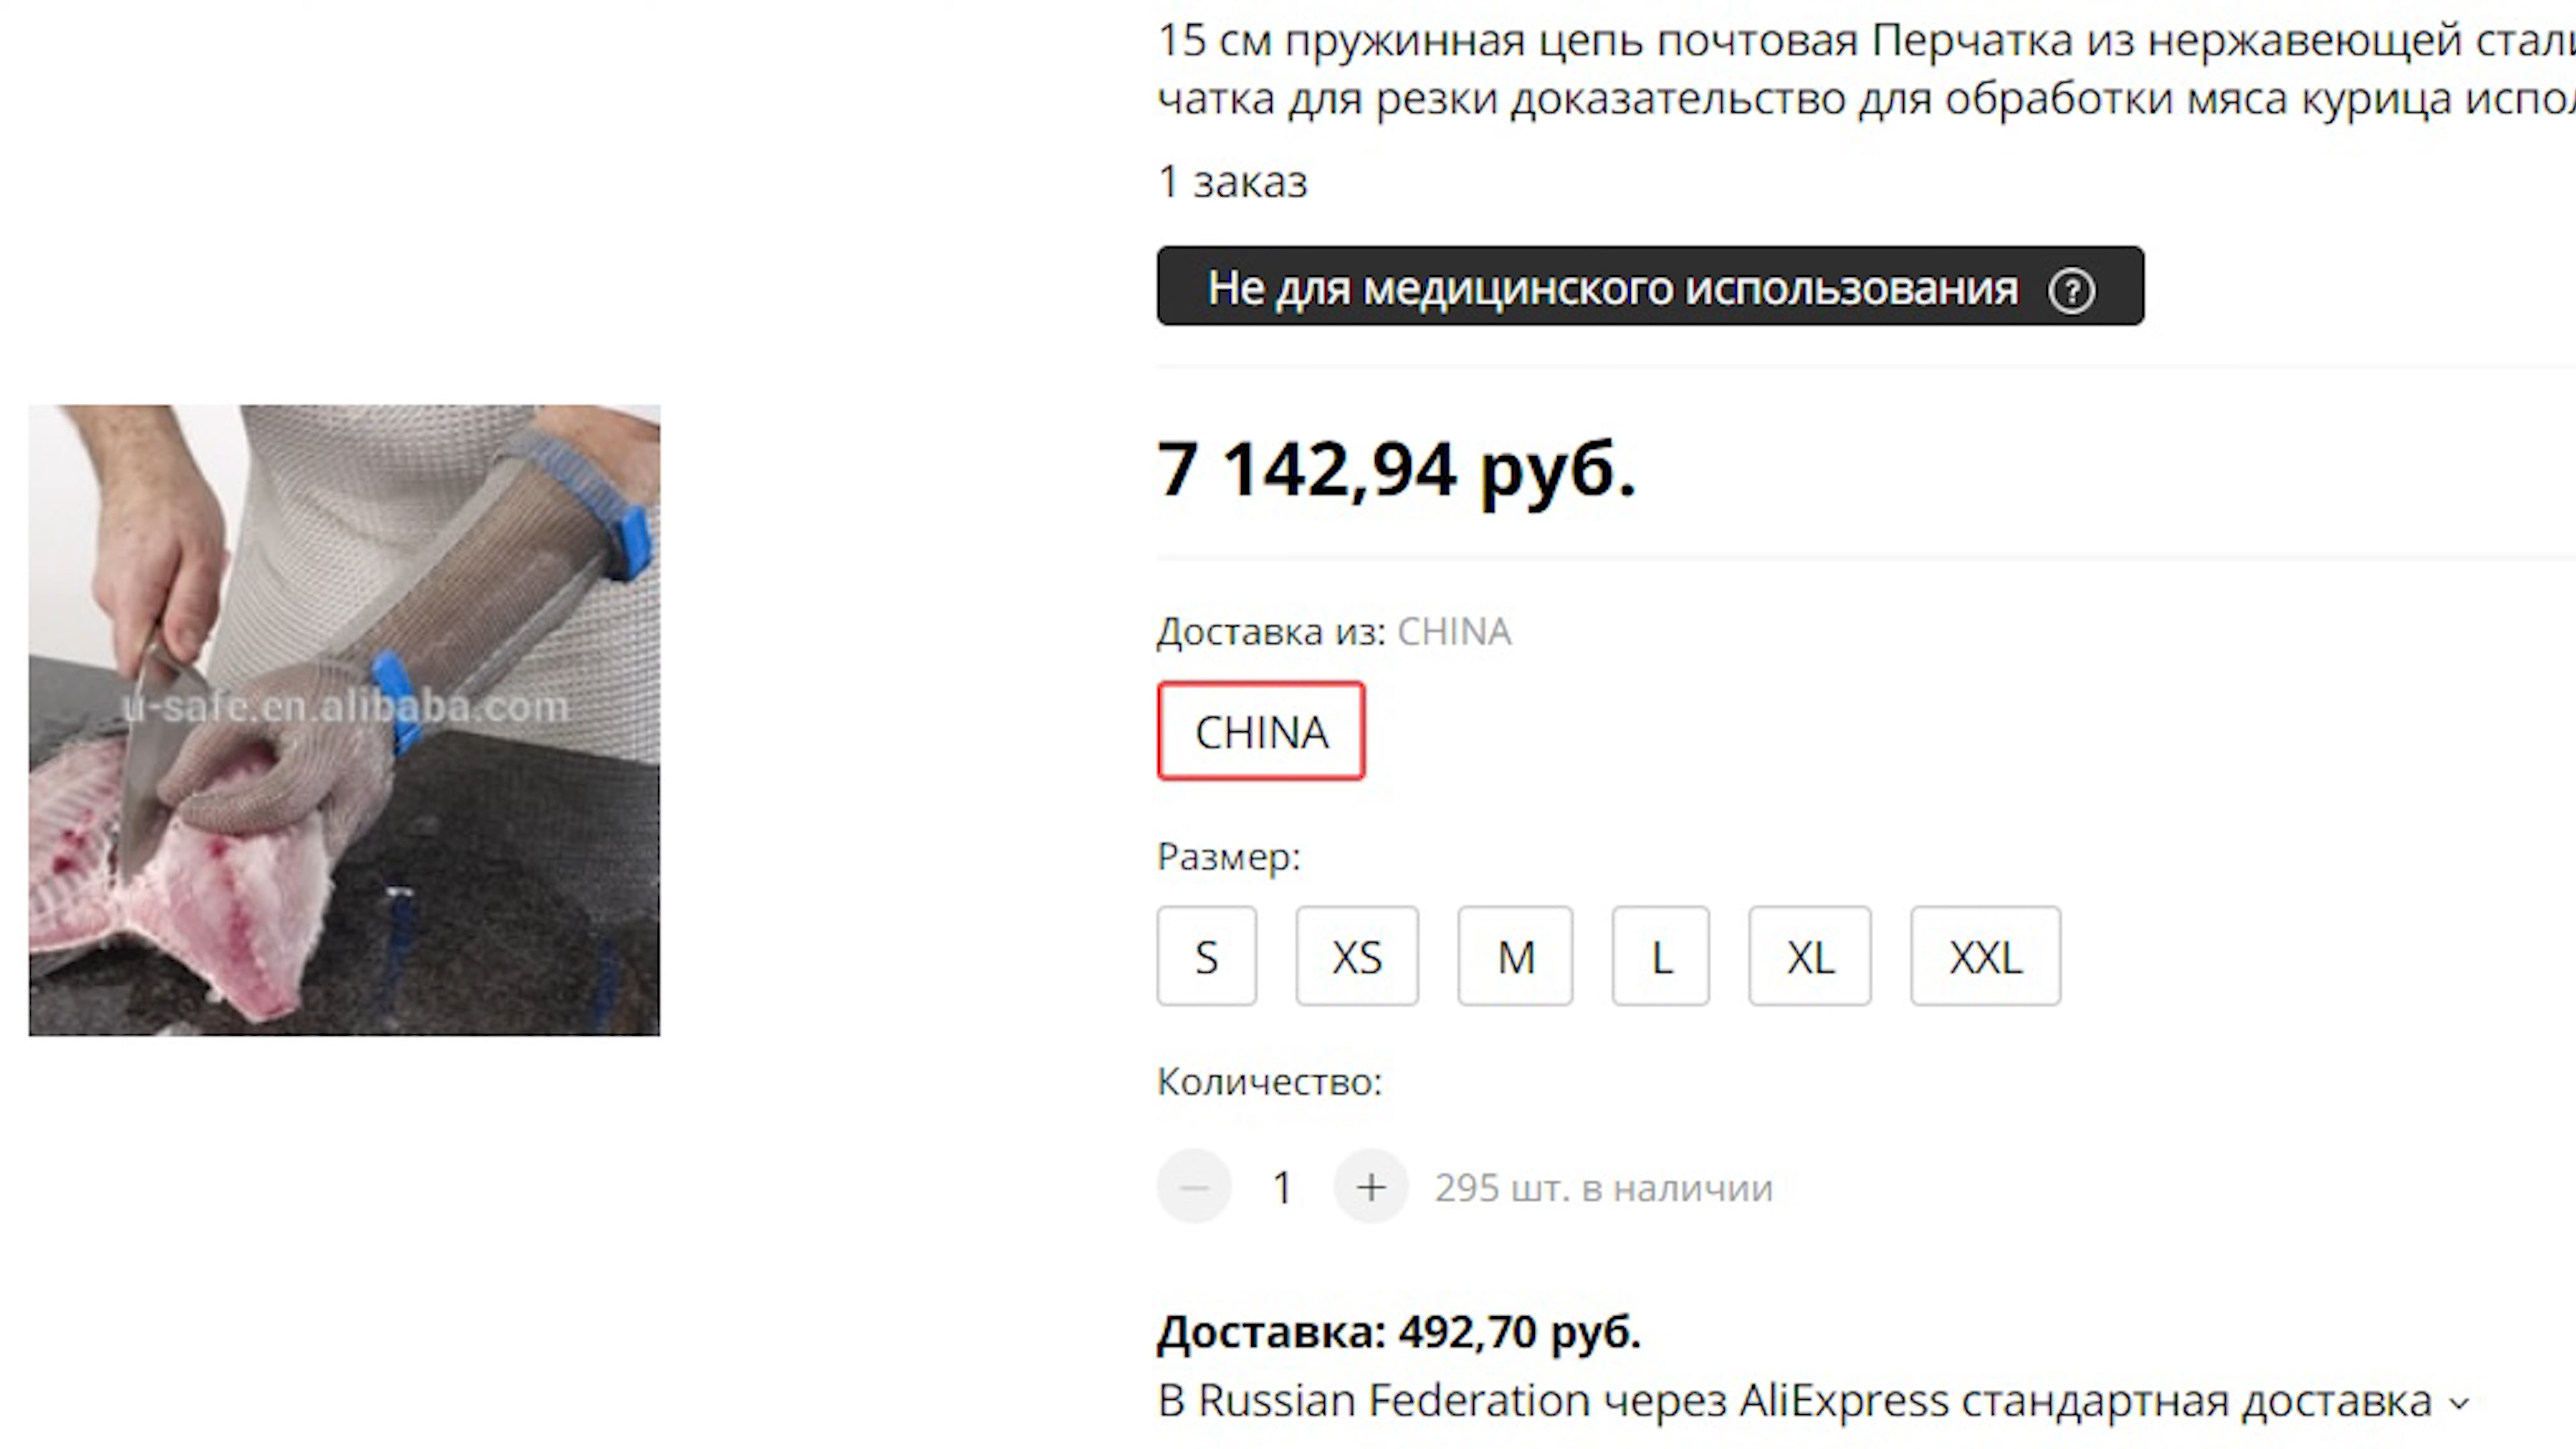 15 см пружинная цепь почтовая Перчатка из нержавеющей
чатка для резки доказательство для обработки мяса курица
1 заказ
Не для медицинского использования ?
7 142,94 руб.
Доставка из: CHINA
CHINA
u-safe.en.alibaba.com
Размер:
S XS M L XL XXL
Количество:
− 1 + 295 шт. в наличии
Доставка: 492,70 руб.
В Russian Federation через AliExpress стандартная доставка